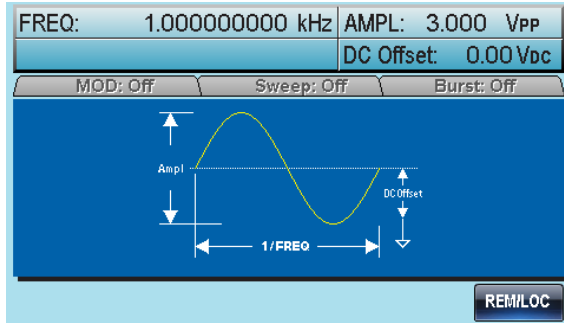 FREQ: 1.000000000 kHz AMPL: 3.000 VPP
DC Offset: 0.00 VDC
MOD: Off Sweep: Off Burst: Off
Ampl
DC Offset
1/FREQ
REM/LOC